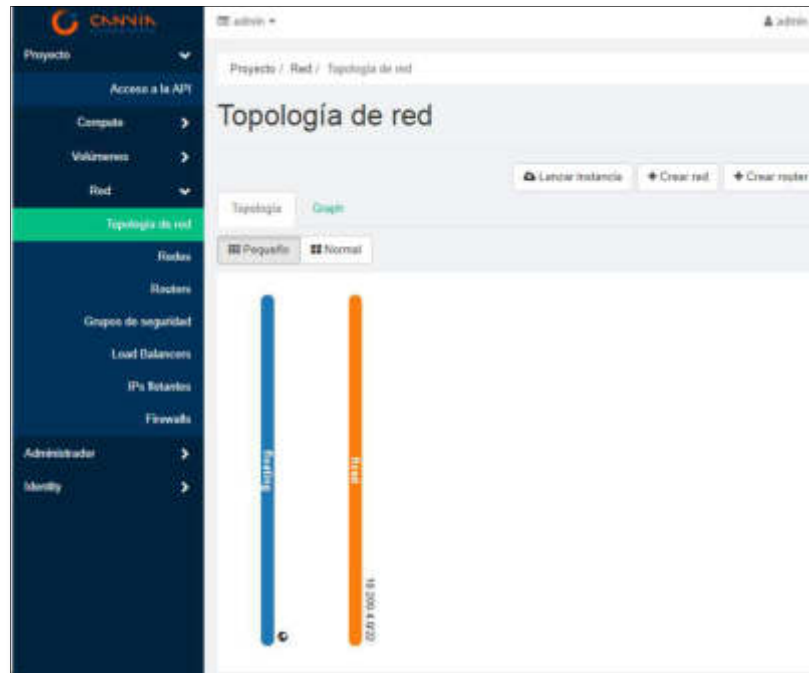 CANVIA
admin
admin
Proyecto
Acceso a la API
Compute
Volúmenes
Red
Topología de red
Redes
Routers
Grupos de seguridad
Load Balancers
IPs flotantes
Firewalls
Administrador
Identity
Proyecto / Red / Topología de red
Topología de red
Lanzar instancia
Crear red
Crear router
Topología
Graph
Pequeño
Normal
floating